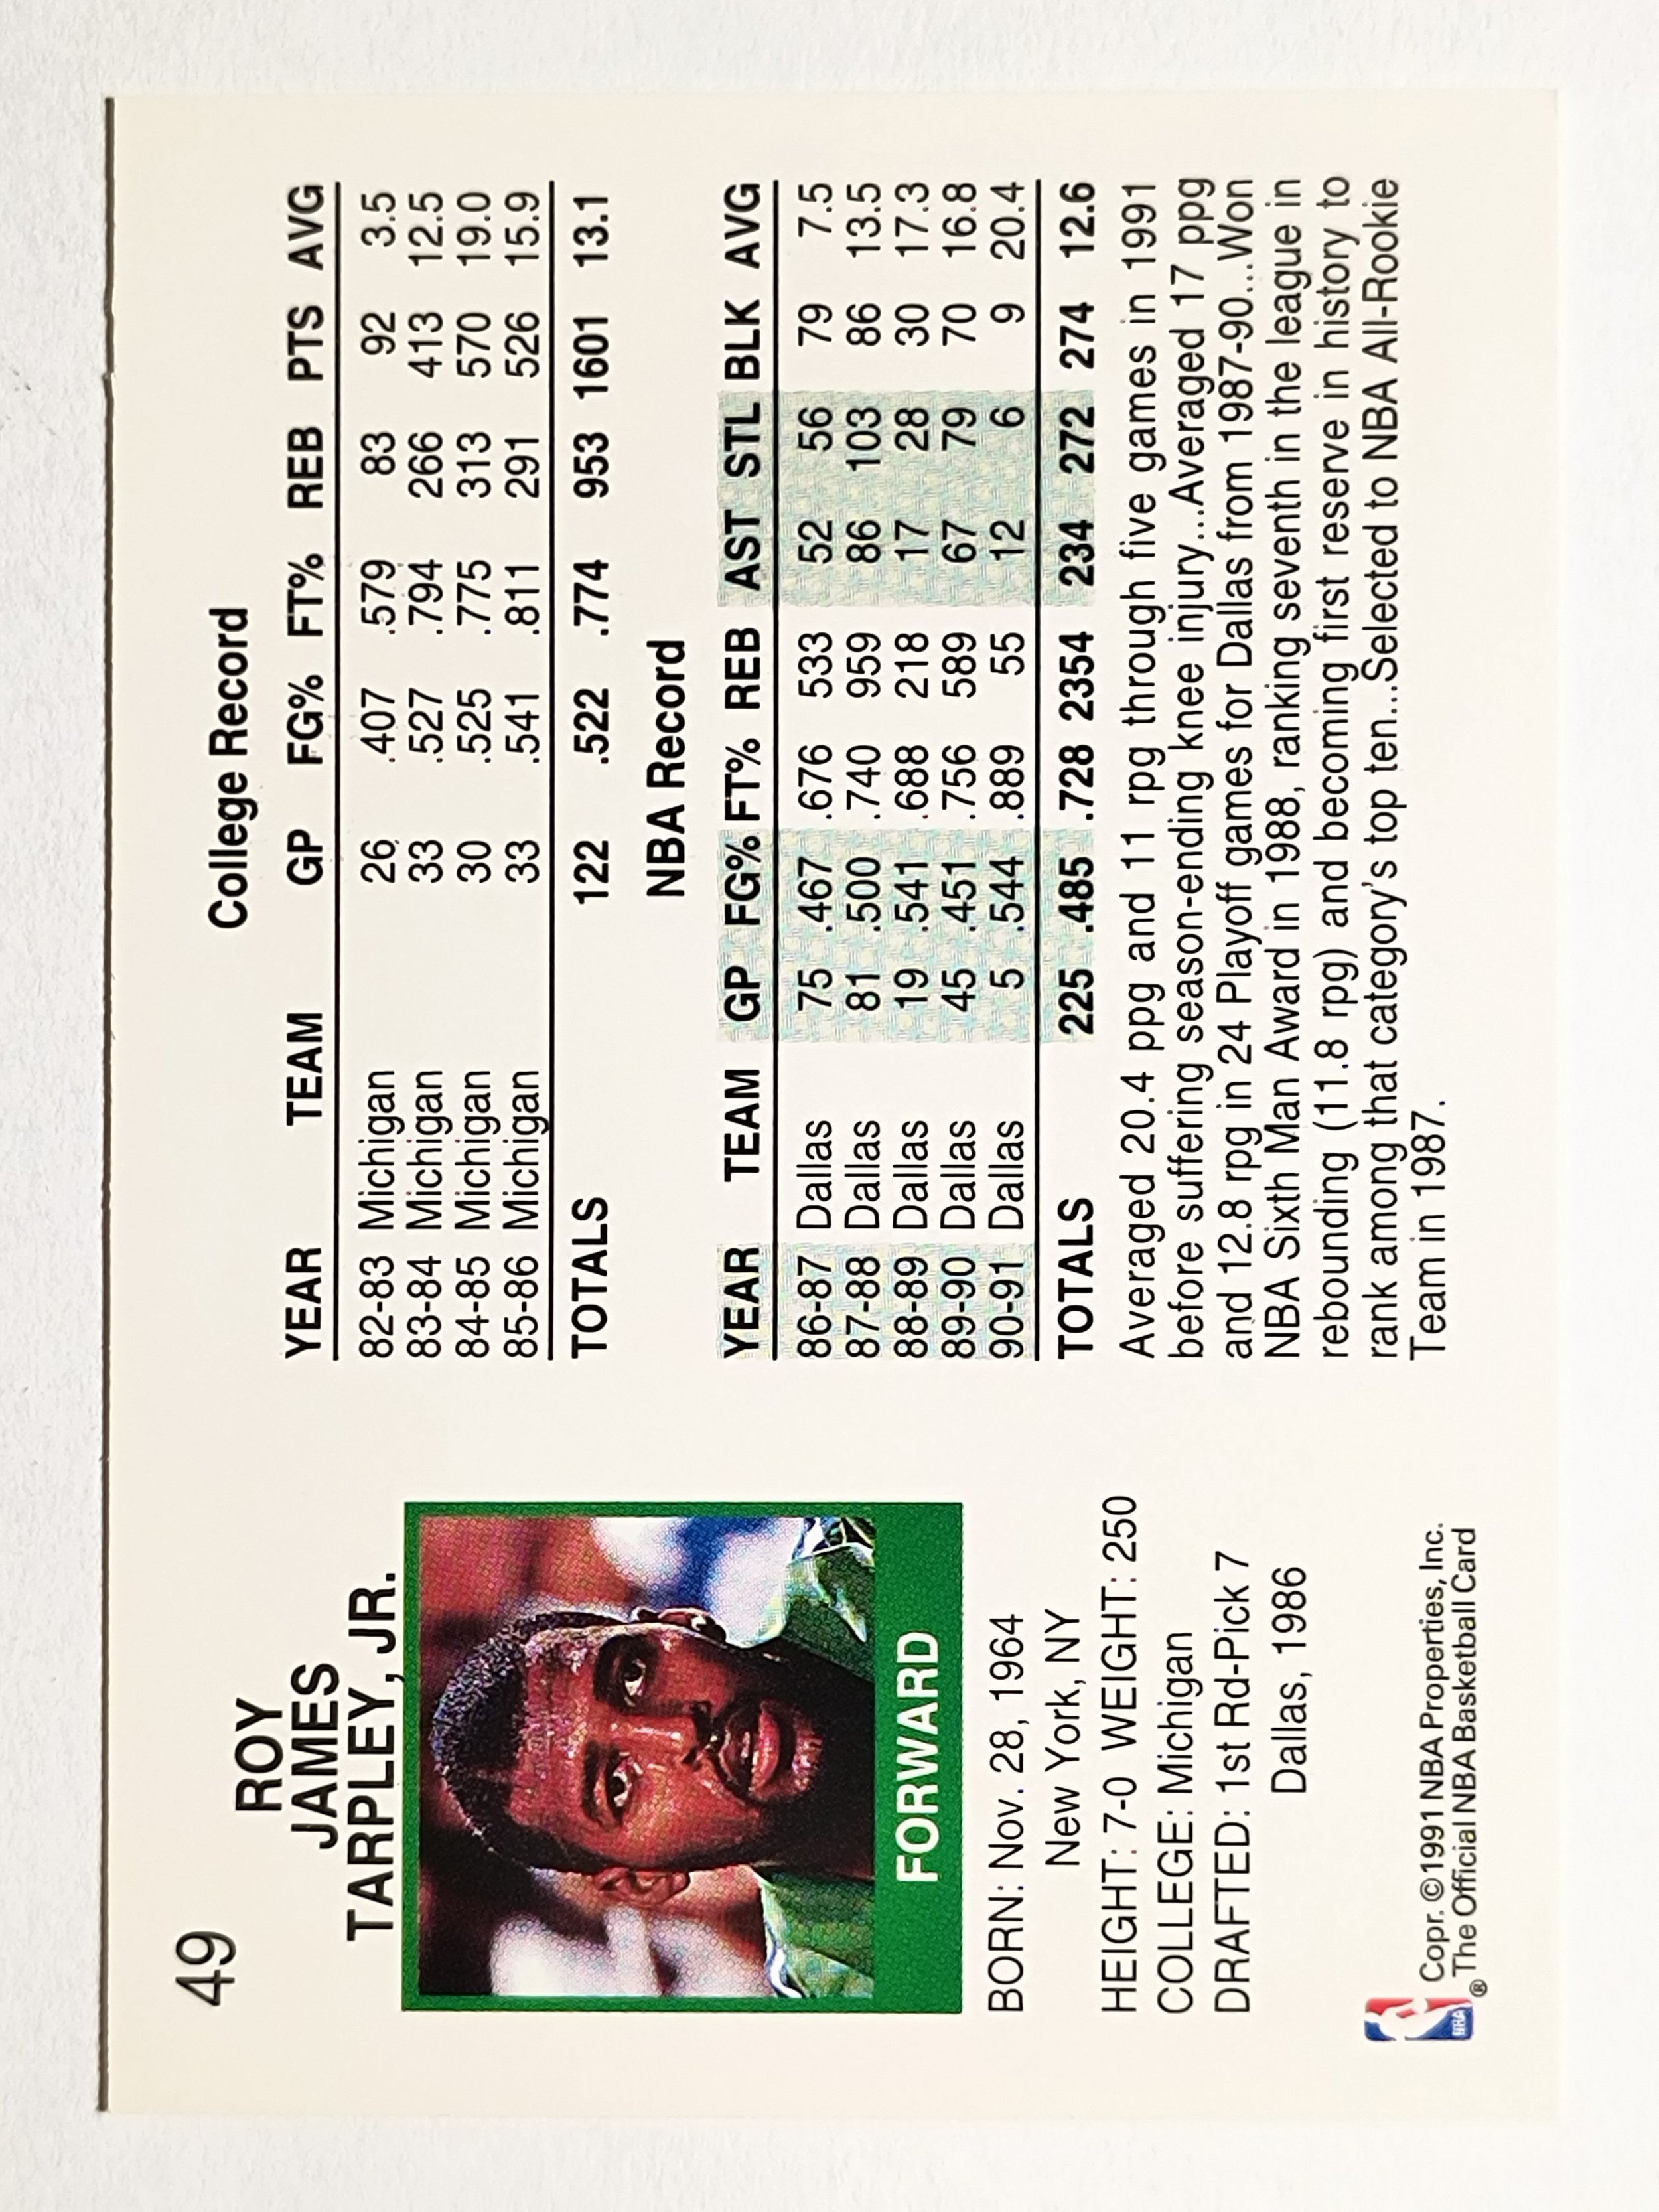 49
ROY
JAMES
TARPLEY, JR.
FORWARD
BORN: Nov. 28, 1964
New York, NY
HEIGHT: 7-0 WEIGHT: 250
COLLEGE: Michigan
DRAFTED: 1st Rd-Pick 7
Dallas, 1986
NBA
®
Copr. ©1991 NBA Properties, Inc.
The Official NBA Basketball Card
College Record
YEAR TEAM GP FG% FT% REB PTS AVG
82-83 Michigan 26 .407 .579 83 92 3.5
83-84 Michigan 33 .527 .794 266 413 12.5
84-85 Michigan 30 .525 .775 313 570 19.0
85-86 Michigan 33 .541 .811 291 526 15.9
TOTALS 122 .522 .774 953 1601 13.1
NBA Record
YEAR TEAM GP FG% FT% REB AST STL BLK AVG
86-87 Dallas 75 .467 .676 533 52 56 79 7.5
87-88 Dallas 81 .500 .740 959 86 103 86 13.5
88-89 Dallas 19 .541 .688 218 17 28 30 17.3
89-90 Dallas 45 .451 .756 589 67 79 70 16.8
90-91 Dallas 5 .544 .889 55 12 6 9 20.4
TOTALS 225 .485 .728 2354 234 272 274 12.6
Averaged 20.4 ppg and 11 rpg through five games in 1991
before suffering season-ending knee injury...Averaged 17 ppg
and 12.8 rpg in 24 Playoff games for Dallas from 1987-90...Won
NBA Sixth Man Award in 1988, ranking seventh in the league in
rebounding (11.8 rpg) and becoming first reserve in history to
rank among that category's top ten...Selected to NBA All-Rookie
Team in 1987.